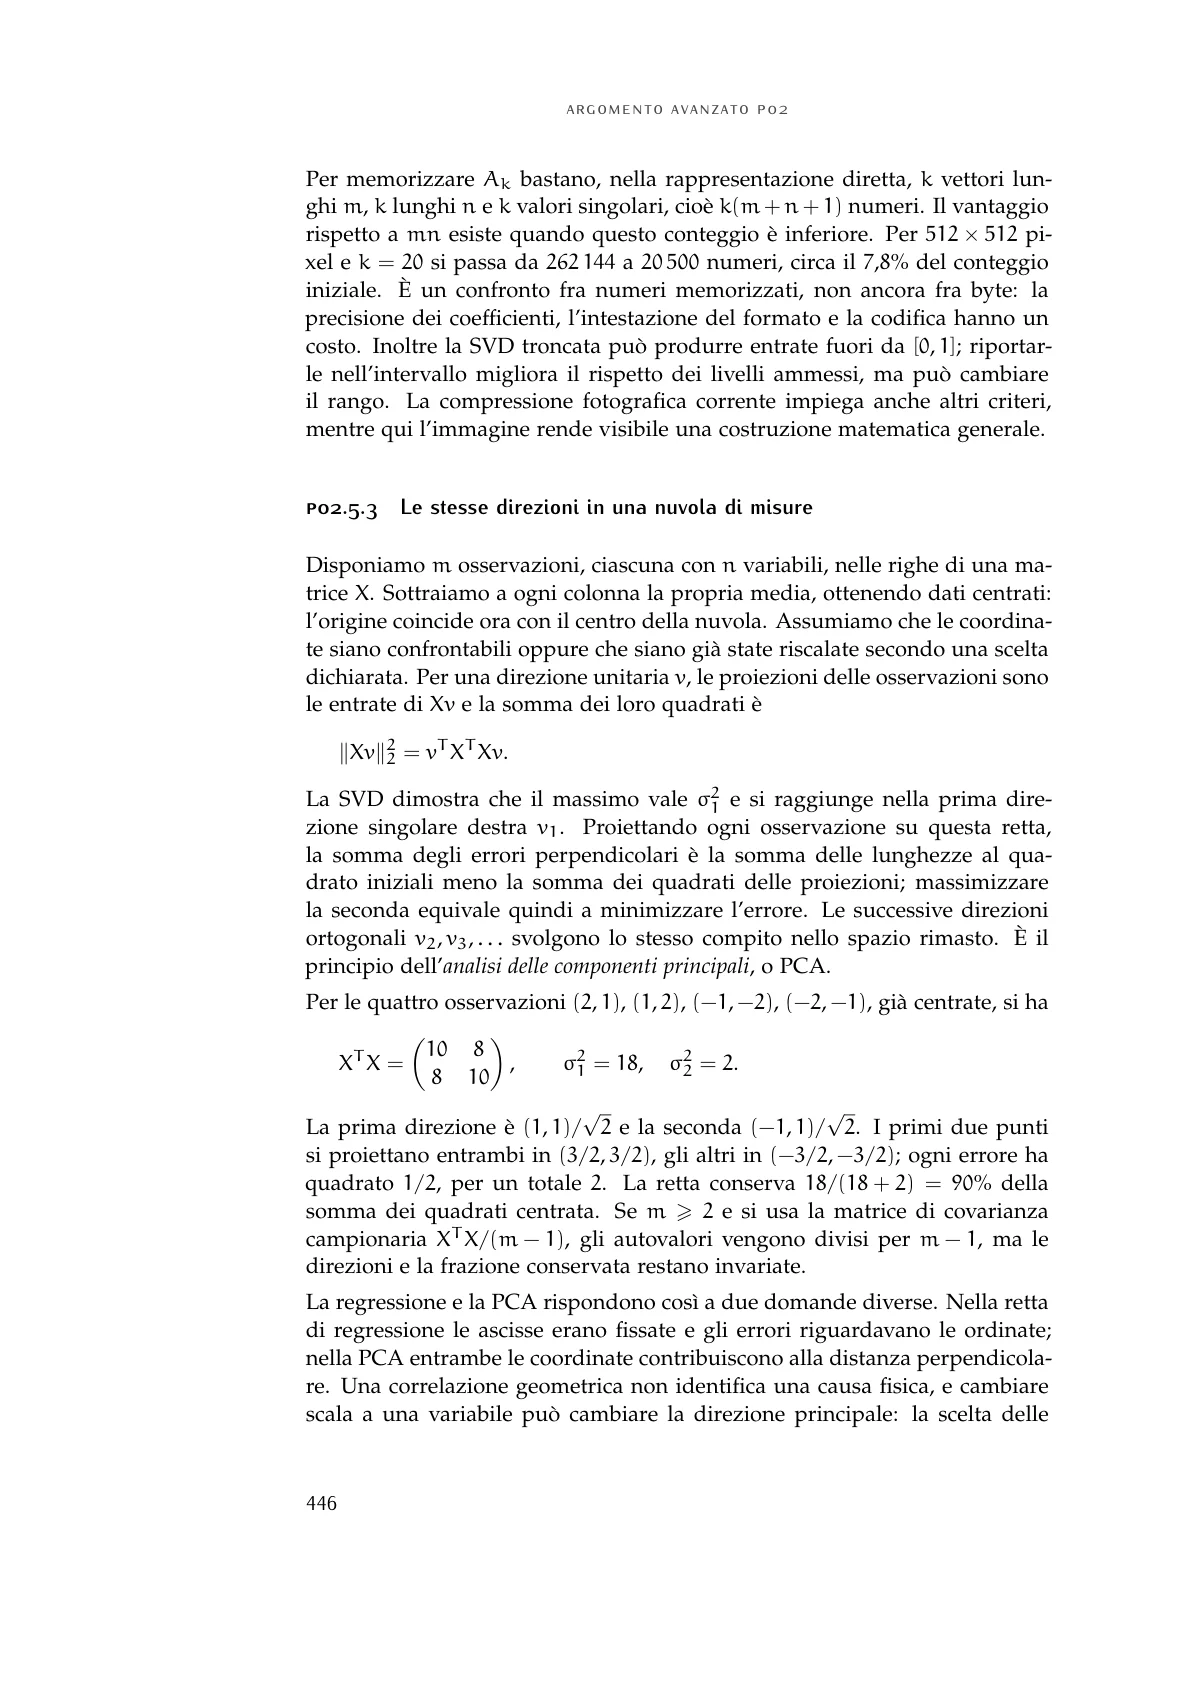 ARGOMENTO AVANZATO P02
Per memorizzare A_k bastano, nella rappresentazione diretta, k vettori lun-
ghi m, k lunghi n e k valori singolari, cioè k(m + n + 1) numeri. Il vantaggio
rispetto a mn esiste quando questo conteggio è inferiore. Per 512 × 512 pi-
xel e k = 20 si passa da 262 144 a 20 500 numeri, circa il 7,8% del conteggio
iniziale. È un confronto fra numeri memorizzati, non ancora fra byte: la
precisione dei coefficienti, l'intestazione del formato e la codifica hanno un
costo. Inoltre la SVD troncata può produrre entrate fuori da [0, 1]; riportar-
le nell'intervallo migliora il rispetto dei livelli ammessi, ma può cambiare
il rango. La compressione fotografica corrente impiega anche altri criteri,
mentre qui l'immagine rende visibile una costruzione matematica generale.
P02.5.3 Le stesse direzioni in una nuvola di misure
Disponiamo m osservazioni, ciascuna con n variabili, nelle righe di una ma-
trice X. Sottraiamo a ogni colonna la propria media, ottenendo dati centrati:
l'origine coincide ora con il centro della nuvola. Assumiamo che le coordina-
te siano confrontabili oppure che siano già state riscalate secondo una scelta
dichiarata. Per una direzione unitaria v, le proiezioni delle osservazioni sono
le entrate di Xv e la somma dei loro quadrati è
‖Xv‖₂² = vᵀXᵀXv.
La SVD dimostra che il massimo vale σ₁² e si raggiunge nella prima dire-
zione singolare destra v₁. Proiettando ogni osservazione su questa retta,
la somma degli errori perpendicolari è la somma delle lunghezze al qua-
drato iniziali meno la somma dei quadrati delle proiezioni; massimizzare
la seconda equivale quindi a minimizzare l'errore. Le successive direzioni
ortogonali v₂, v₃, … svolgono lo stesso compito nello spazio rimasto. È il
principio dell'analisi delle componenti principali, o PCA.
Per le quattro osservazioni (2, 1), (1, 2), (−1, −2), (−2, −1), già centrate, si ha
XᵀX = (10 8 
8 10), σ₁² = 18, σ₂² = 2.
La prima direzione è (1, 1)/√2 e la seconda (−1, 1)/√2. I primi due punti
si proiettano entrambi in (3/2, 3/2), gli altri in (−3/2, −3/2); ogni errore ha
quadrato 1/2, per un totale 2. La retta conserva 18/(18 + 2) = 90% della
somma dei quadrati centrata. Se m ⩾ 2 e si usa la matrice di covarianza
campionaria XᵀX/(m − 1), gli autovalori vengono divisi per m − 1, ma le
direzioni e la frazione conservata restano invariate.
La regressione e la PCA rispondono così a due domande diverse. Nella retta
di regressione le ascisse erano fissate e gli errori riguardavano le ordinate;
nella PCA entrambe le coordinate contribuiscono alla distanza perpendicola-
re. Una correlazione geometrica non identifica una causa fisica, e cambiare
scala a una variabile può cambiare la direzione principale: la scelta delle
446